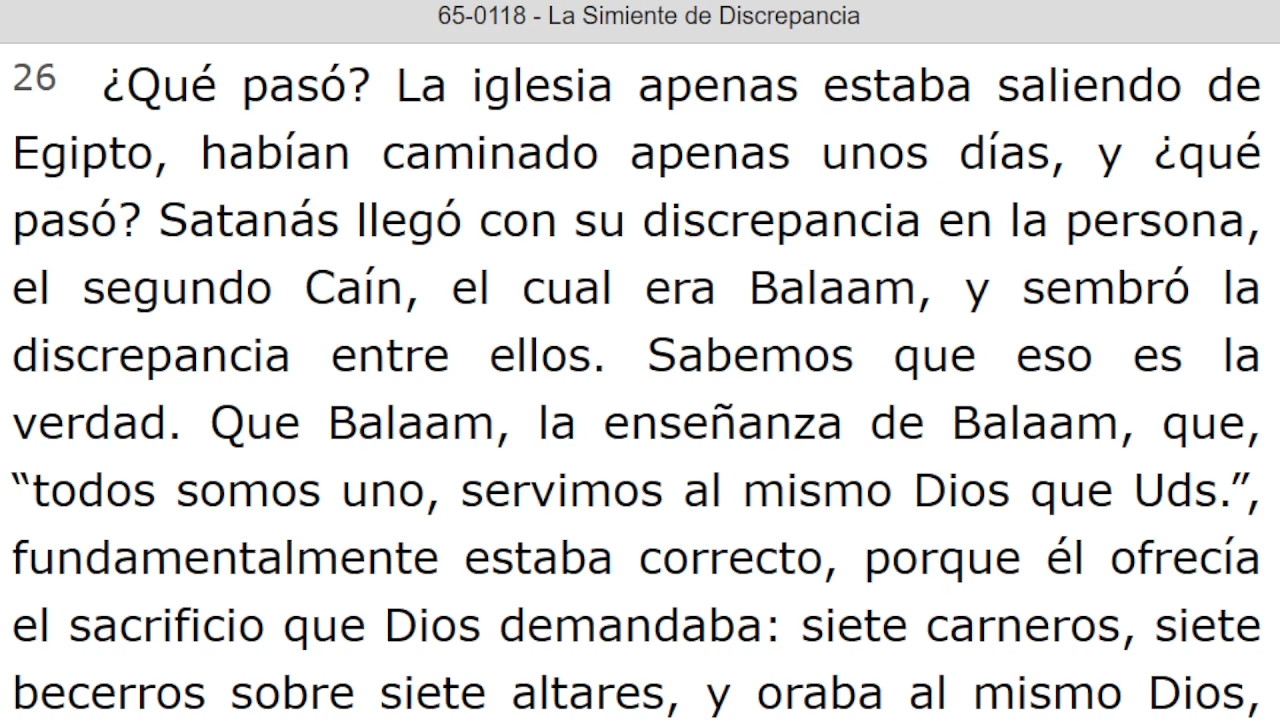 65-0118 - La Simiente de Discrepancia
26 ¿Qué pasó? La iglesia apenas estaba saliendo de
Egipto, habían caminado apenas unos días, y ¿qué
pasó? Satanás llegó con su discrepancia en la persona,
el segundo Caín, el cual era Balaam, y sembró la
discrepancia entre ellos. Sabemos que eso es la
verdad. Que Balaam, la enseñanza de Balaam, que,
“todos somos uno, servimos al mismo Dios que Uds.”,
fundamentalmente estaba correcto, porque él ofrecía
el sacrificio que Dios demandaba: siete carneros, siete
becerros sobre siete altares, y oraba al mismo Dios,